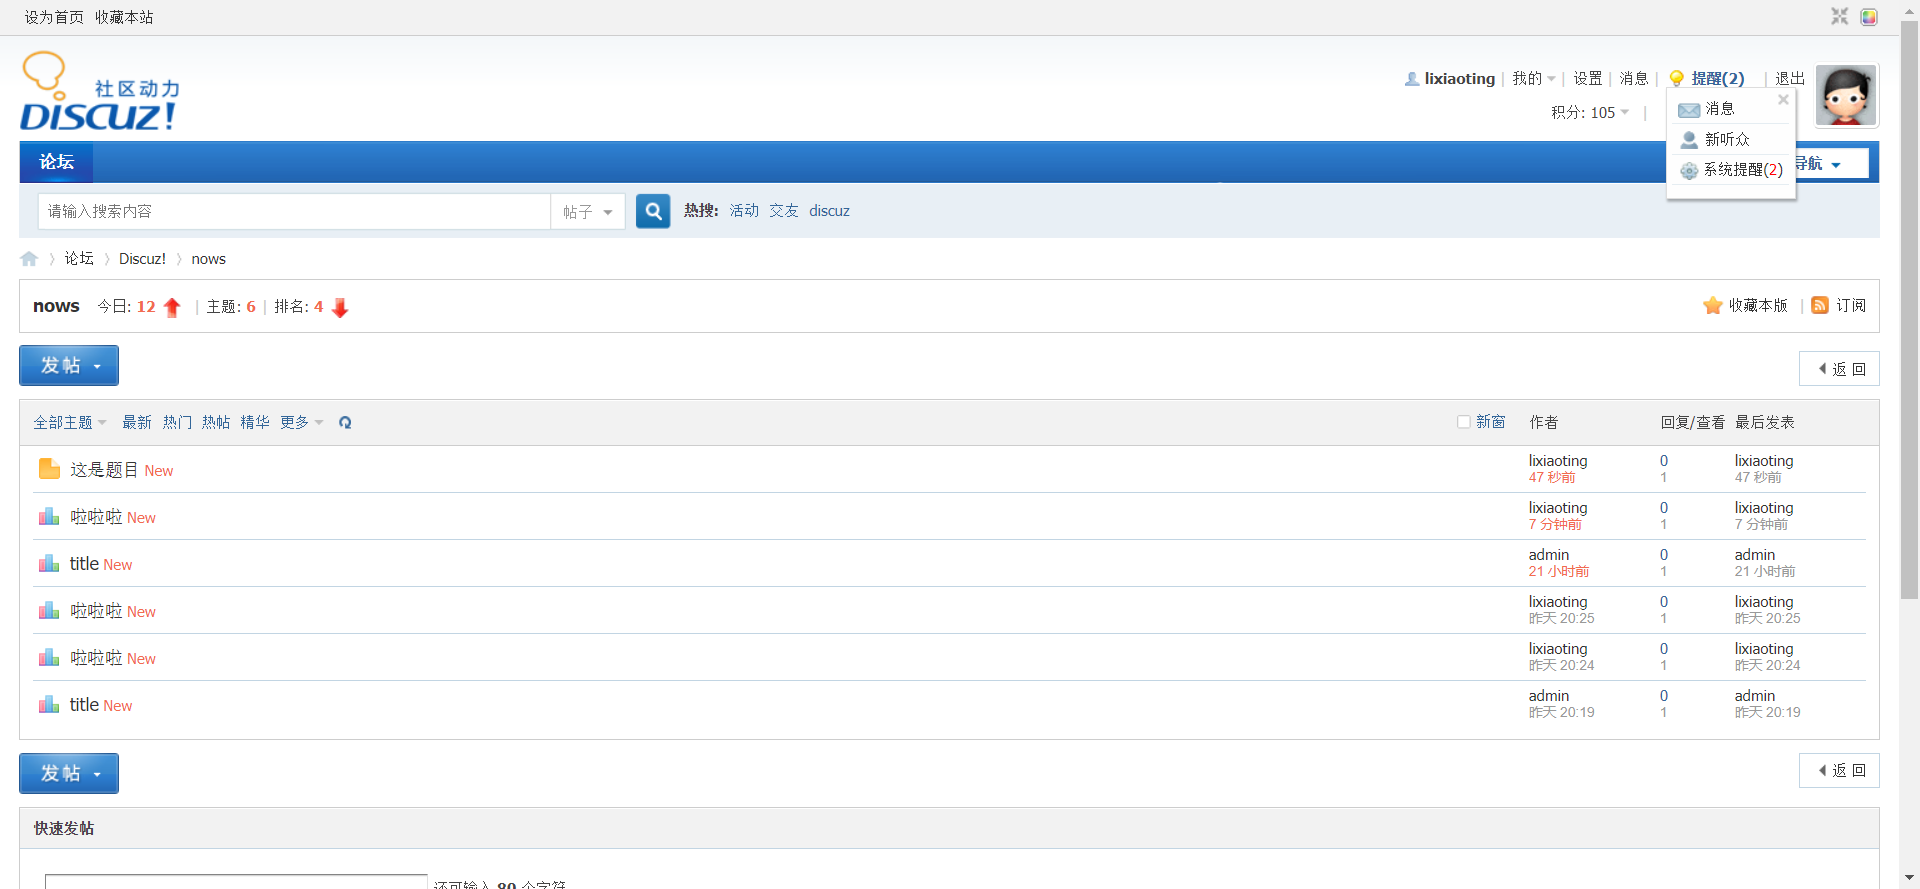 设为首页 收藏本站
社区动力
DISCUZ!
lixiaoting | 我的 | 设置 | 消息 | 提醒(2) | 退出
积分: 105 |
消息
新听众
系统提醒(2)
论坛
导航
请输入搜索内容 帖子 热搜: 活动 交友 discuz
论坛 Discuz! nows
nows 今日: 12 | 主题: 6 | 排名: 4 收藏本版 | 订阅
发帖 返回
全部主题 最新 热门 热帖 精华 更多 新窗 作者 回复/查看 最后发表
这是题目 New lixiaoting 0 lixiaoting
47 秒前 1 47 秒前
啦啦啦 New lixiaoting 0 lixiaoting
7 分钟前 1 7 分钟前
title New admin 0 admin
21 小时前 1 21 小时前
啦啦啦 New lixiaoting 0 lixiaoting
昨天 20:25 1 昨天 20:25
啦啦啦 New lixiaoting 0 lixiaoting
昨天 20:24 1 昨天 20:24
title New admin 0 admin
昨天 20:19 1 昨天 20:19
发帖 返回
快速发帖
还可输入 80 个字符